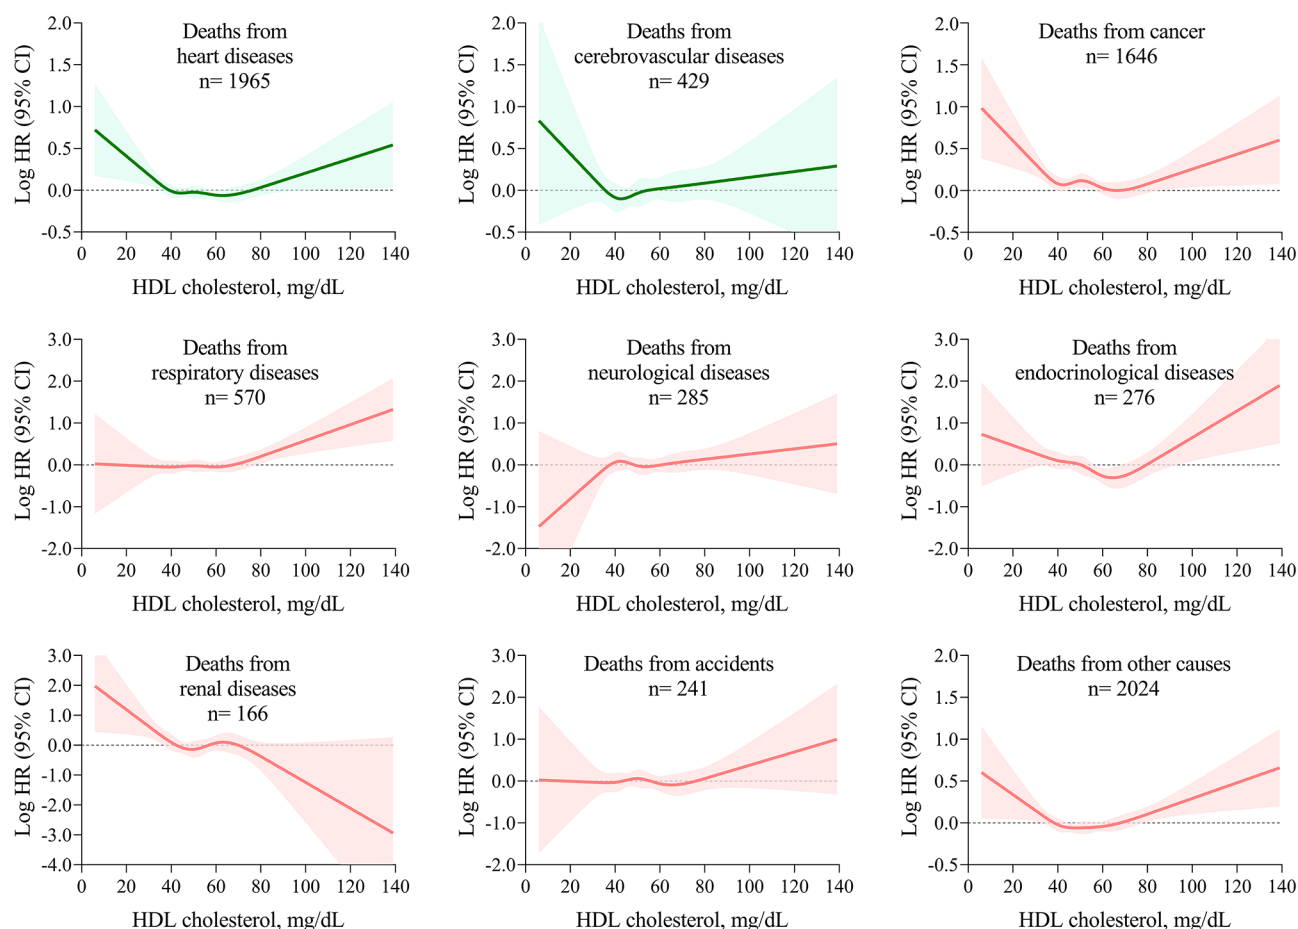 Deaths from
heart diseases
n= 1965
Log HR (95% CI)
2.0
1.5
1.0
0.5
0.0
-0.5
0 20 40 60 80 100 120 140
HDL cholesterol, mg/dL
Deaths from
cerebrovascular diseases
n= 429
Log HR (95% CI)
2.0
1.5
1.0
0.5
0.0
-0.5
0 20 40 60 80 100 120 140
HDL cholesterol, mg/dL
Deaths from cancer
n= 1646
Log HR (95% CI)
2.0
1.5
1.0
0.5
0.0
-0.5
0 20 40 60 80 100 120 140
HDL cholesterol, mg/dL
Deaths from
respiratory diseases
n= 570
Log HR (95% CI)
3.0
2.0
1.0
0.0
-1.0
-2.0
0 20 40 60 80 100 120 140
HDL cholesterol, mg/dL
Deaths from
neurological diseases
n= 285
Log HR (95% CI)
3.0
2.0
1.0
0.0
-1.0
-2.0
0 20 40 60 80 100 120 140
HDL cholesterol, mg/dL
Deaths from
endocrinological diseases
n= 276
Log HR (95% CI)
3.0
2.0
1.0
0.0
-1.0
-2.0
0 20 40 60 80 100 120 140
HDL cholesterol, mg/dL
Deaths from
renal diseases
n= 166
Log HR (95% CI)
3.0
2.0
1.0
0.0
-1.0
-2.0
-3.0
-4.0
0 20 40 60 80 100 120 140
HDL cholesterol, mg/dL
Deaths from accidents
n= 241
Log HR (95% CI)
3.0
2.0
1.0
0.0
-1.0
-2.0
0 20 40 60 80 100 120 140
HDL cholesterol, mg/dL
Deaths from other causes
n= 2024
Log HR (95% CI)
2.0
1.5
1.0
0.5
0.0
-0.5
0 20 40 60 80 100 120 140
HDL cholesterol, mg/dL